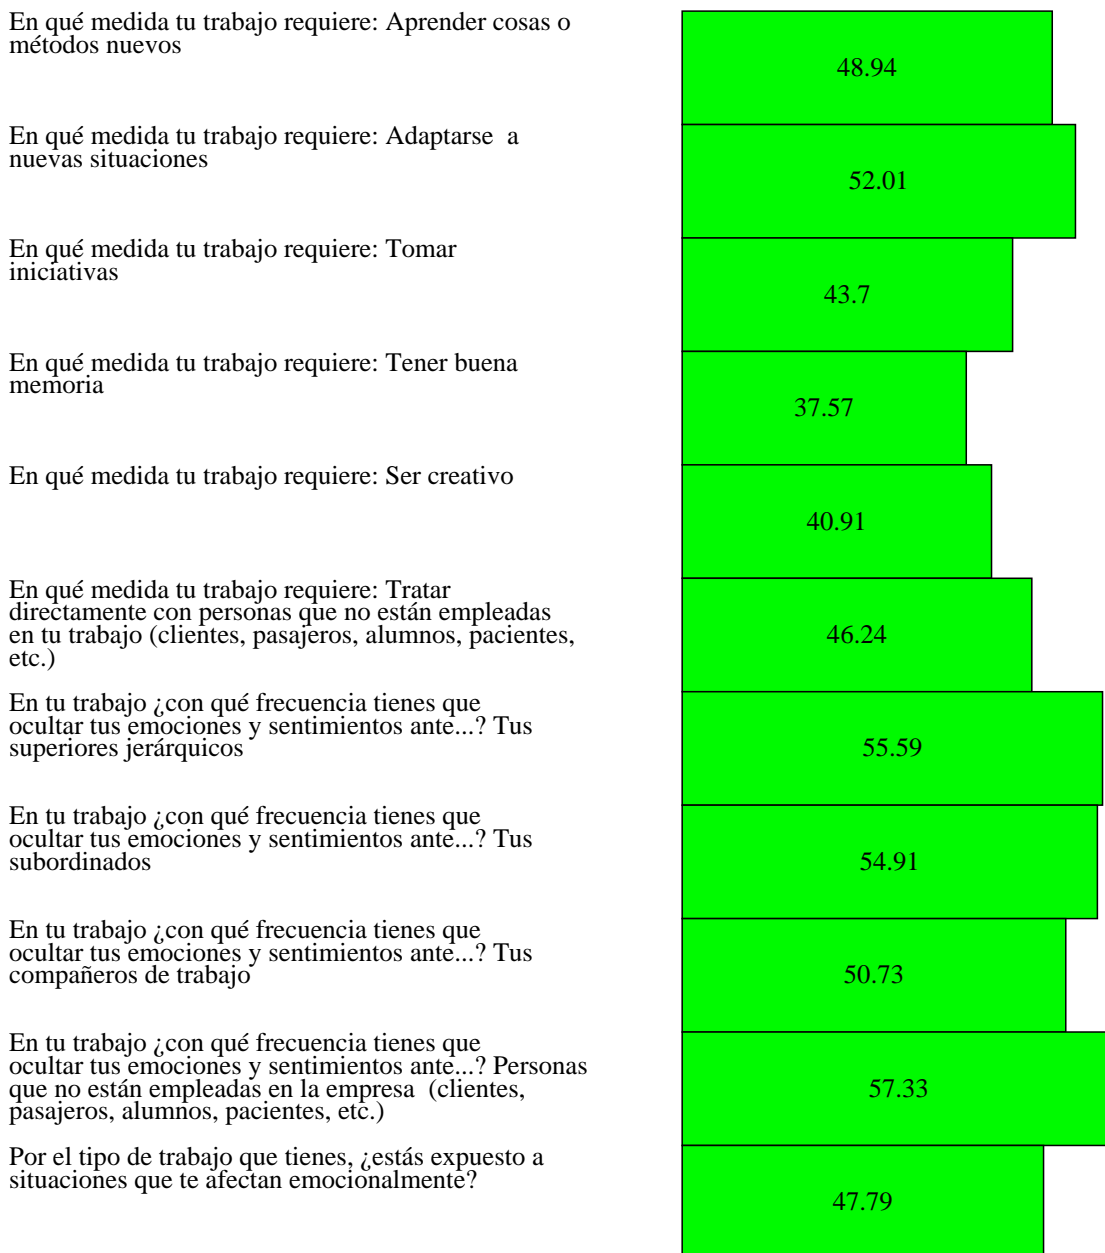 En qué medida tu trabajo requiere: Aprender cosas o
métodos nuevos
48.94
En qué medida tu trabajo requiere: Adaptarse  a
nuevas situaciones
52.01
En qué medida tu trabajo requiere: Tomar
iniciativas
43.7
En qué medida tu trabajo requiere: Tener buena
memoria
37.57
En qué medida tu trabajo requiere: Ser creativo
40.91
En qué medida tu trabajo requiere: Tratar
directamente con personas que no están empleadas
en tu trabajo (clientes, pasajeros, alumnos, pacientes,
etc.)
46.24
En tu trabajo ¿con qué frecuencia tienes que
ocultar tus emociones y sentimientos ante...? Tus
superiores jerárquicos
55.59
En tu trabajo ¿con qué frecuencia tienes que
ocultar tus emociones y sentimientos ante...? Tus
subordinados
54.91
En tu trabajo ¿con qué frecuencia tienes que
ocultar tus emociones y sentimientos ante...? Tus
compañeros de trabajo
50.73
En tu trabajo ¿con qué frecuencia tienes que
ocultar tus emociones y sentimientos ante...? Personas
que no están empleadas en la empresa  (clientes,
pasajeros, alumnos, pacientes, etc.)
57.33
Por el tipo de trabajo que tienes, ¿estás expuesto a
situaciones que te afectan emocionalmente?
47.79